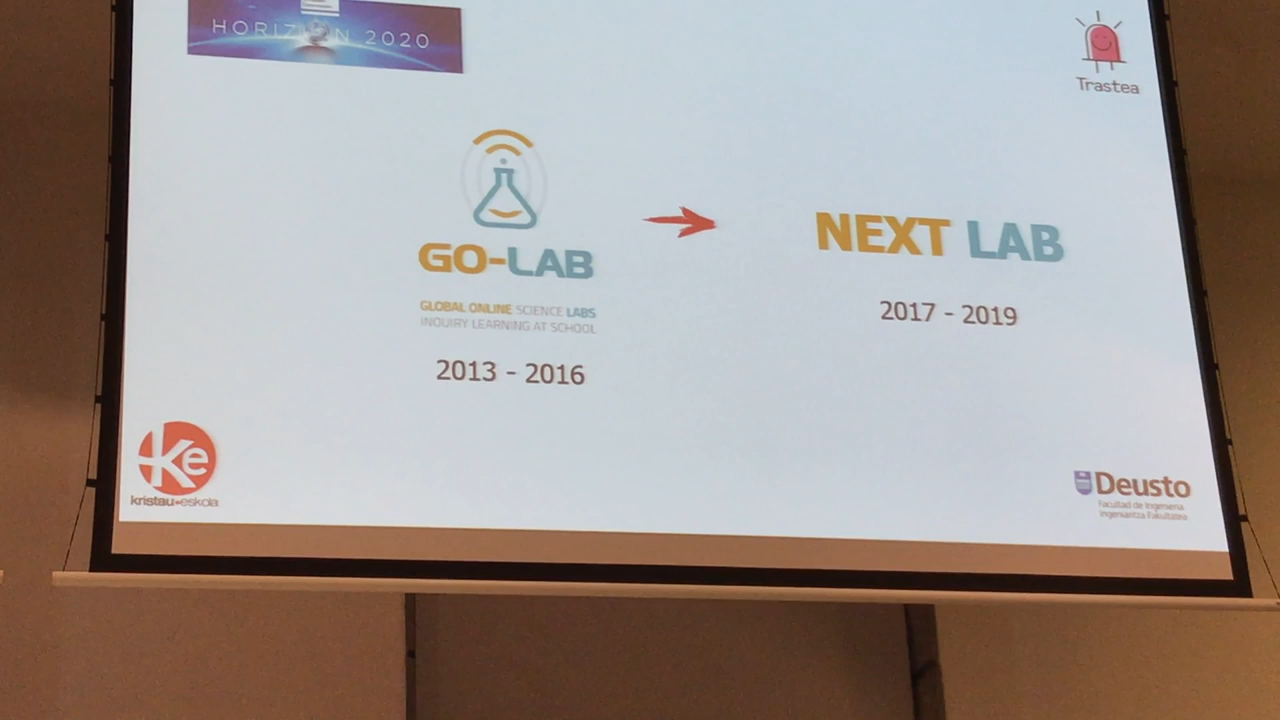 HORIZON 2020
Trastea
GO-LAB
GLOBAL ONLINE SCIENCE LABS
INQUIRY LEARNING AT SCHOOL
2013 - 2016
NEXT LAB
2017 - 2019
Ke
kristau-eskola
Deusto
Facultad de Ingeniería
Ingeniaritza Fakultatea